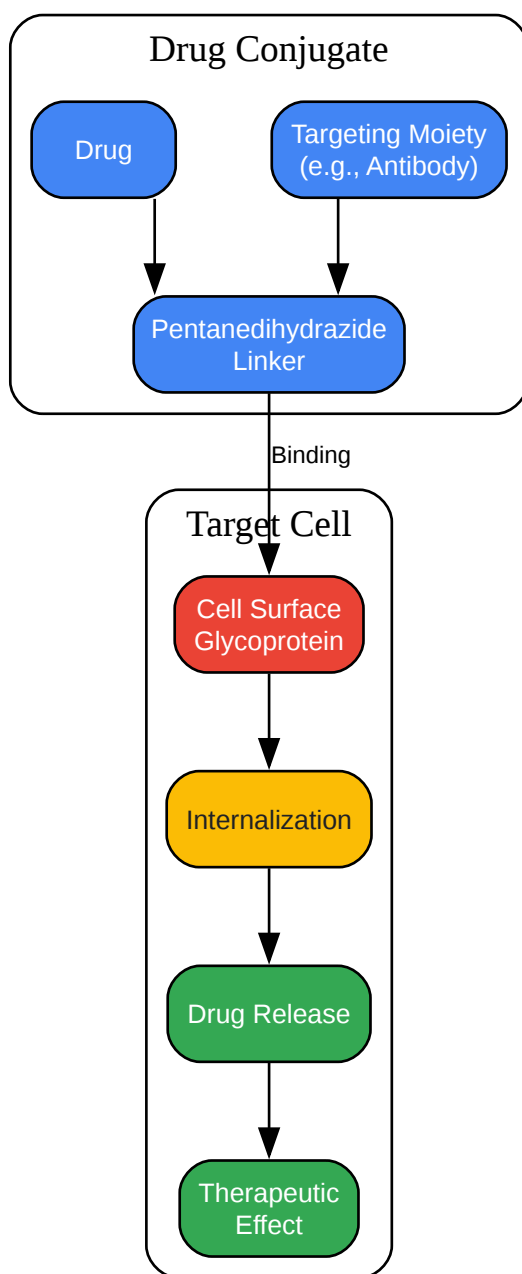 Drug Conjugate
Drug
Targeting Moiety
(e.g., Antibody)
Pentanedihydrazide
Linker
Binding
Target Cell
Cell Surface
Glycoprotein
Internalization
Drug Release
Therapeutic
Effect